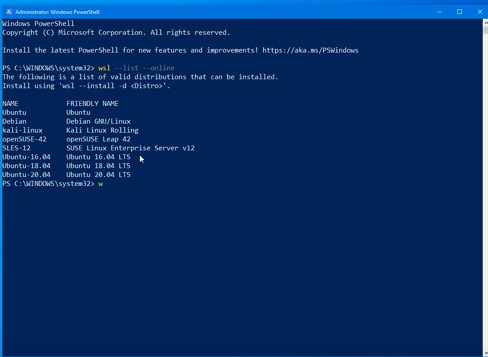 Administrator: Windows PowerShell
Windows PowerShell
Copyright (C) Microsoft Corporation. All rights reserved.
Install the latest PowerShell for new features and improvements! https://aka.ms/PSWindows
PS C:\WINDOWS\system32> wsl --list --online
The following is a list of valid distributions that can be installed.
Install using 'wsl --install -d <Distro>'.
NAME FRIENDLY NAME
Ubuntu Ubuntu
Debian Debian GNU/Linux
kali-linux Kali Linux Rolling
openSUSE-42 openSUSE Leap 42
SLES-12 SUSE Linux Enterprise Server v12
Ubuntu-16.04 Ubuntu 16.04 LTS
Ubuntu-18.04 Ubuntu 18.04 LTS
Ubuntu-20.04 Ubuntu 20.04 LTS
PS C:\WINDOWS\system32> w